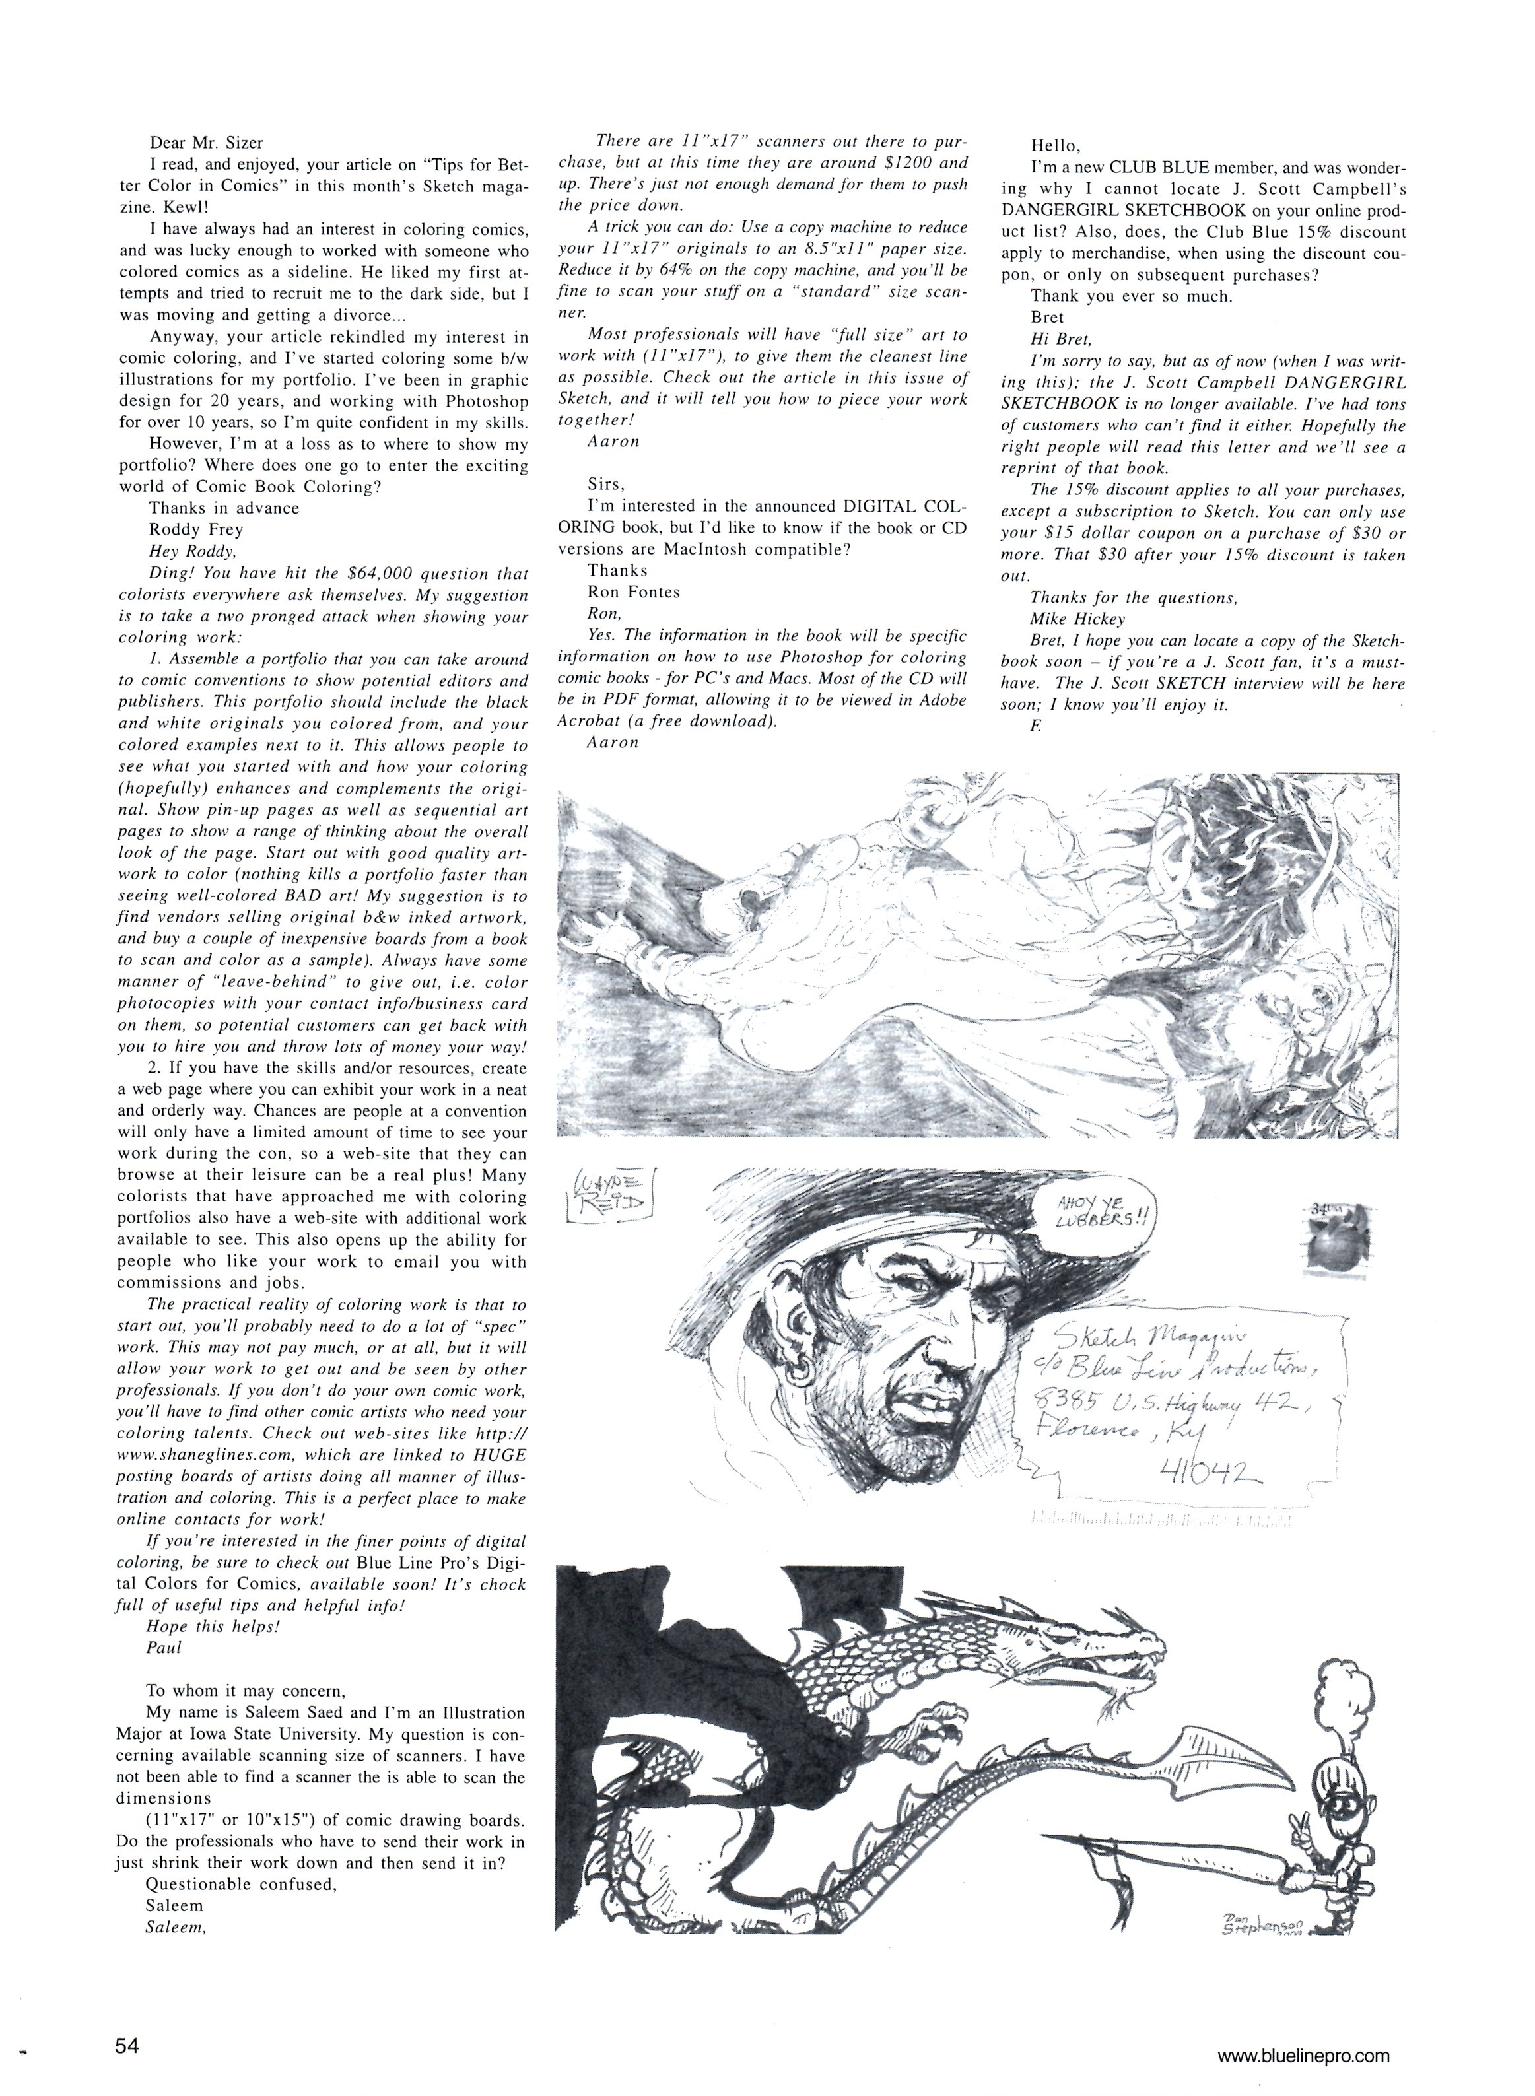 Dear Mr. Sizer
I read, and enjoyed, your article on “Tips for Bet-
ter Color in Comics” in this month's Sketch maga-
zine. Kewl!
I have always had an interest in coloring comics,
and was lucky enough to worked with someone who
colored comics as a sideline. He liked my first at-
tempts and tried to recruit me to the dark side, but I
was moving and getting a divorce...
Anyway, your article rekindled my interest in
comic coloring, and I've started coloring some b/w
illustrations for my portfolio. I've been in graphic
design for 20 years, and working with Photoshop
for over 10 years, so I'm quite confident in my skills.
However, I'm at a loss as to where to show my
portfolio? Where does one go to enter the exciting
world of Comic Book Coloring?
Thanks in advance
Roddy Frey
Hey Roddy,
Ding! You have hit the $64,000 question that
colorists everywhere ask themselves. My suggestion
is to take a two pronged attack when showing your
coloring work:
1. Assemble a portfolio that you can take around
to comic conventions to show potential editors and
publishers. This portfolio should include the black
and white originals you colored from, and your
colored examples next to it. This allows people to
see what you started with and how your coloring
(hopefully) enhances and complements the origi-
nal. Show pin-up pages as well as sequential art
pages to show a range of thinking about the overall
look of the page. Start out with good quality art-
work to color (nothing kills a portfolio faster than
seeing well-colored BAD art! My suggestion is to
find vendors selling original b&w inked artwork,
and buy a couple of inexpensive boards from a book
to scan and color as a sample). Always have some
manner of “leave-behind” to give out, i.e. color
photocopies with your contact info/business card
on them, so potential customers can get back with
you to hire you and throw lots of money your way!
2. If you have the skills and/or resources, create
a web page where you can exhibit your work in a neat
and orderly way. Chances are people at a convention
will only have a limited amount of time to see your
work during the con, so a web-site that they can
browse at their leisure can be a real plus! Many
colorists that have approached me with coloring
portfolios also have a web-site with additional work
available to see. This also opens up the ability for
people who like your work to email you with
commissions and jobs.
The practical reality of coloring work is that to
start out, you'll probably need to do a lot of “spec”
work. This may not pay much, or at all, but it will
allow your work to get out and be seen by other
professionals. If you don't do your own comic work,
you'll have to find other comic artists who need your
coloring talents. Check out web-sites like http://
www.shaneglines.com, which are linked to HUGE
posting boards of artists doing all manner of illus-
tration and coloring. This is a perfect place to make
online contacts for work!
If you're interested in the finer points of digital
coloring, be sure to check out Blue Line Pro's Digi-
tal Colors for Comics, available soon! It's chock
full of useful tips and helpful info!
Hope this helps!
Paul
To whom it may concern,
My name is Saleem Saed and I'm an Illustration
Major at Iowa State University. My question is con-
cerning available scanning size of scanners. I have
not been able to find a scanner the is able to scan the
dimensions
(11"x17" or 10"x15") of comic drawing boards.
Do the professionals who have to send their work in
just shrink their work down and then send it in?
Questionable confused,
Saleem
Saleem,
There are 11”x17” scanners out there to pur-
chase, but at this time they are around $1200 and
up. There's just not enough demand for them to push
the price down.
A trick you can do: Use a copy machine to reduce
your 11”x17” originals to an 8.5"x11" paper size.
Reduce it by 64% on the copy machine, and you'll be
fine to scan your stuff on a “standard” size scan-
ner.
Most professionals will have “full size” art to
work with (11”x17”), to give them the cleanest line
as possible. Check out the article in this issue of
Sketch, and it will tell you how to piece your work
together!
Aaron
Sirs,
I'm interested in the announced DIGITAL COL-
ORING book, but I'd like to know if the book or CD
versions are MacIntosh compatible?
Thanks
Ron Fontes
Ron,
Yes. The information in the book will be specific
information on how to use Photoshop for coloring
comic books - for PC's and Macs. Most of the CD will
be in PDF format, allowing it to be viewed in Adobe
Acrobat (a free download).
Aaron
Hello,
I'm a new CLUB BLUE member, and was wonder-
ing why I cannot locate J. Scott Campbell's
DANGERGIRL SKETCHBOOK on your online prod-
uct list? Also, does, the Club Blue 15% discount
apply to merchandise, when using the discount cou-
pon, or only on subsequent purchases?
Thank you ever so much.
Bret
Hi Bret,
I'm sorry to say, but as of now (when I was writ-
ing this); the J. Scott Campbell DANGERGIRL
SKETCHBOOK is no longer available. I've had tons
of customers who can't find it either. Hopefully the
right people will read this letter and we'll see a
reprint of that book.
The 15% discount applies to all your purchases,
except a subscription to Sketch. You can only use
your $15 dollar coupon on a purchase of $30 or
more. That $30 after your 15% discount is taken
out.
Thanks for the questions,
Mike Hickey
Bret, I hope you can locate a copy of the Sketch-
book soon – if you're a J. Scott fan, it's a must-
have. The J. Scott SKETCH interview will be here
soon; I know you'll enjoy it.
F.
WAYNE
REID
AHOY YE
LUBBERS!!
34
Sketch Magazine
c/o Blue Line Productions,
8385 U.S. Highway 42,
Florence, Ky
41042
Dan
Stephenson
54
www.bluelinepro.com